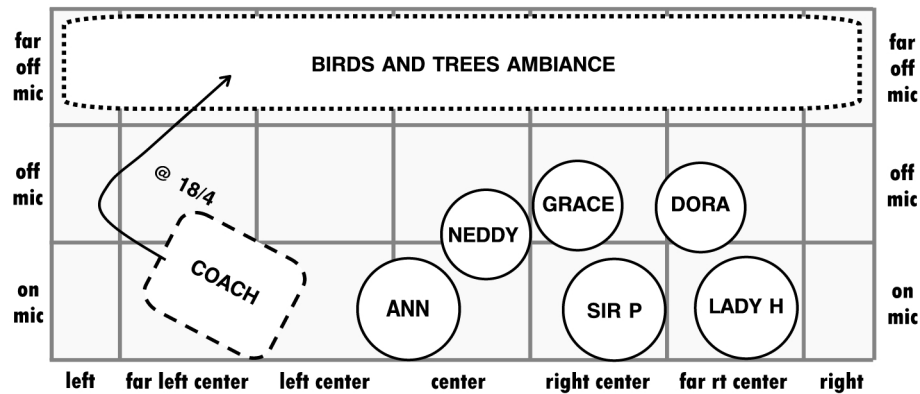 far
off
mic
BIRDS AND TREES AMBIANCE
far
off
mic
off
mic
@ 18/4
GRACE
DORA
off
mic
NEDDY
COACH
on
mic
ANN
SIR P
LADY H
on
mic
left
far left center
left center
center
right center
far rt center
right